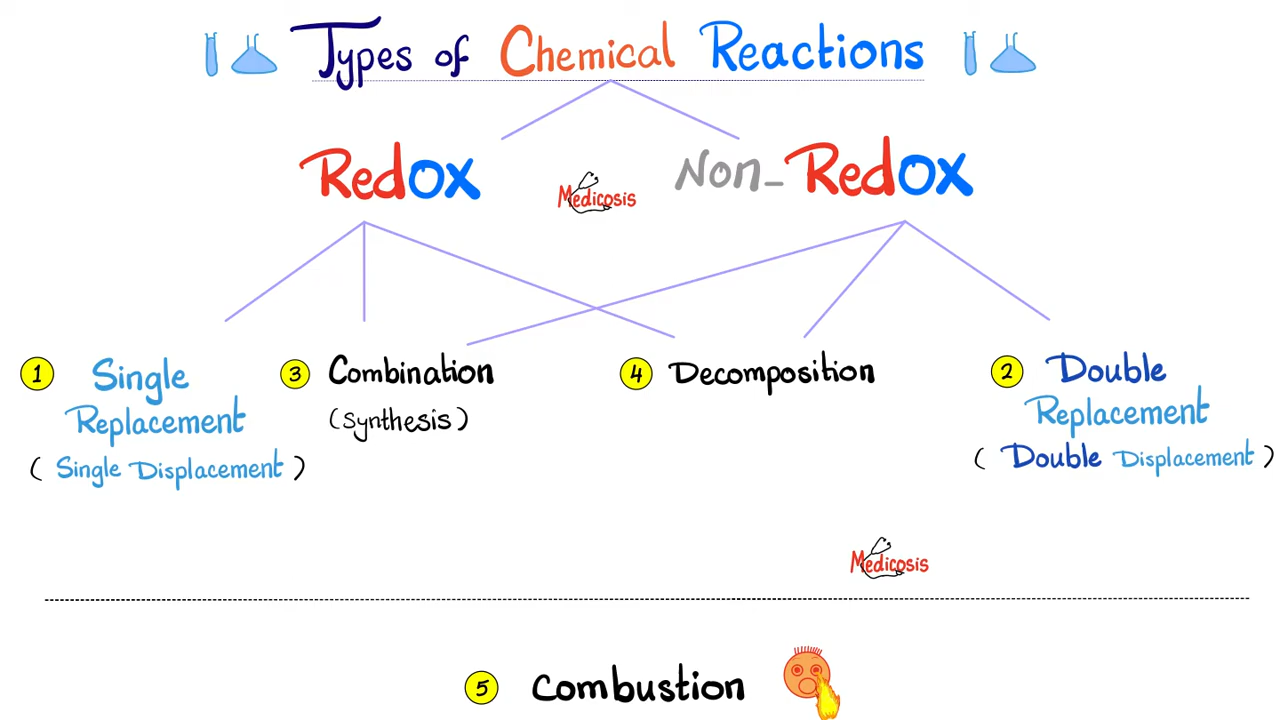 Types of Chemical Reactions
Redox
Non-Redox
Medicosis
1 Single Replacement
(Single Displacement)
3 Combination
(Synthesis)
4 Decomposition
2 Double Replacement
(Double Displacement)
Medicosis
5 Combustion